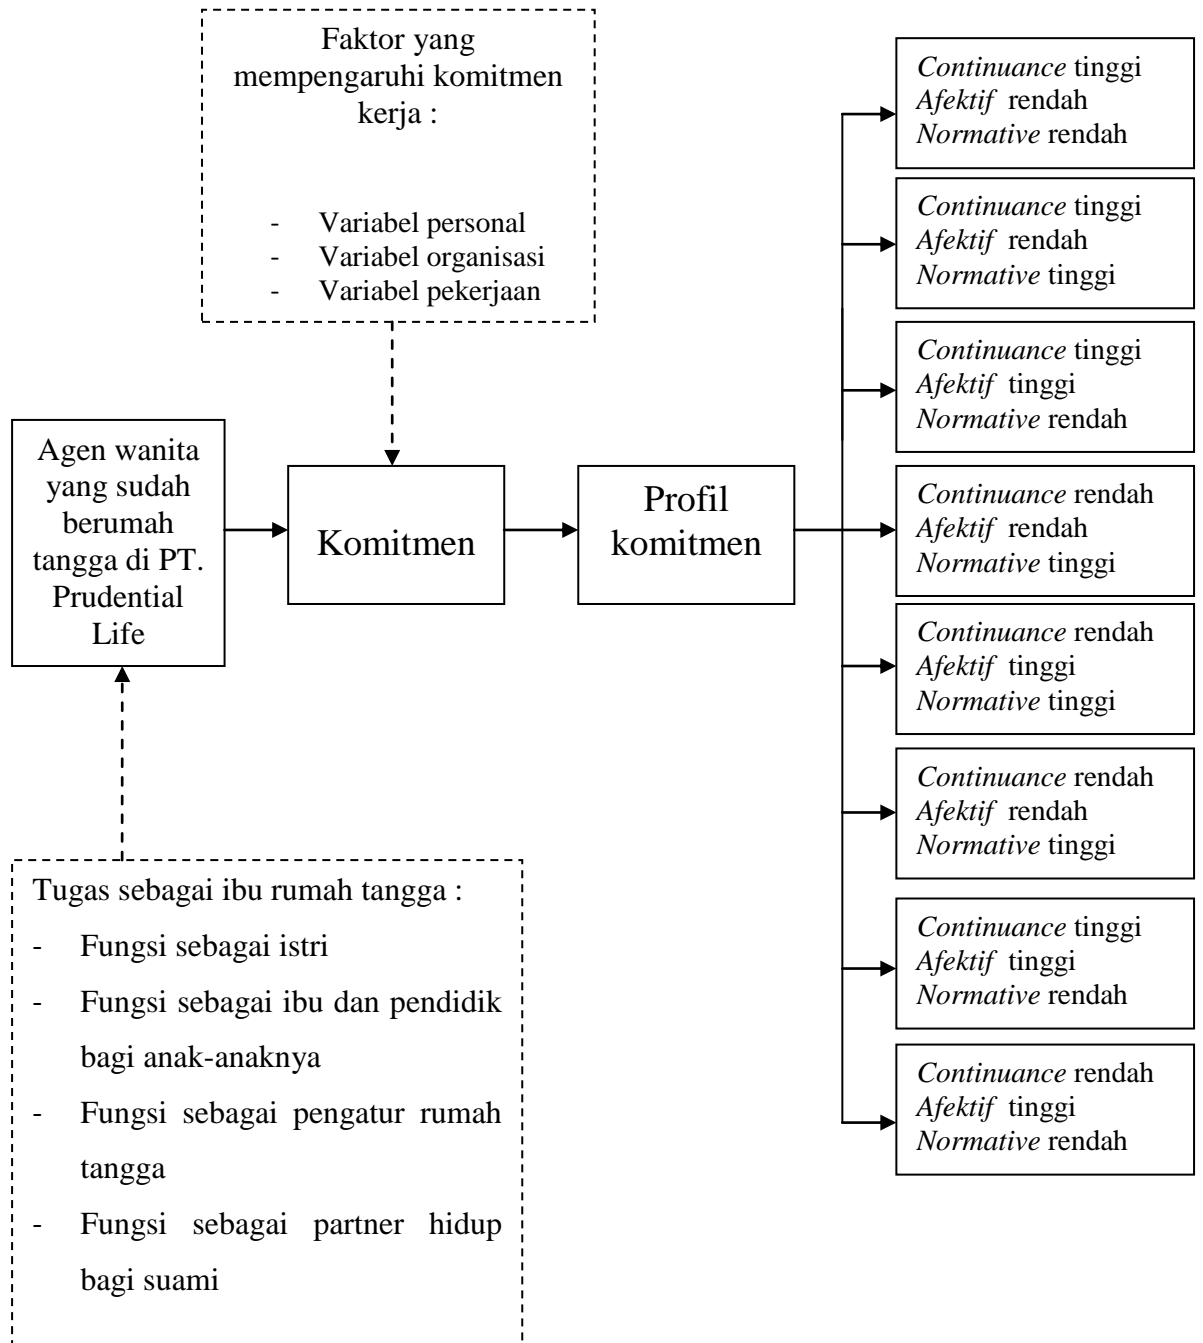 Faktor yang
mempengaruhi komitmen
kerja :
- Variabel personal
- Variabel organisasi
- Variabel pekerjaan
Agen wanita
yang sudah
berumah
tangga di PT.
Prudential
Life
Komitmen
Profil
komitmen
Continuance tinggi
Afektif rendah
Normative rendah
Continuance tinggi
Afektif rendah
Normative tinggi
Continuance tinggi
Afektif tinggi
Normative rendah
Continuance rendah
Afektif rendah
Normative tinggi
Continuance rendah
Afektif tinggi
Normative tinggi
Continuance rendah
Afektif rendah
Normative tinggi
Continuance tinggi
Afektif tinggi
Normative rendah
Continuance rendah
Afektif tinggi
Normative rendah
Tugas sebagai ibu rumah tangga :
- Fungsi sebagai istri
- Fungsi sebagai ibu dan pendidik
bagi anak-anaknya
- Fungsi sebagai pengatur rumah
tangga
- Fungsi sebagai partner hidup
bagi suami